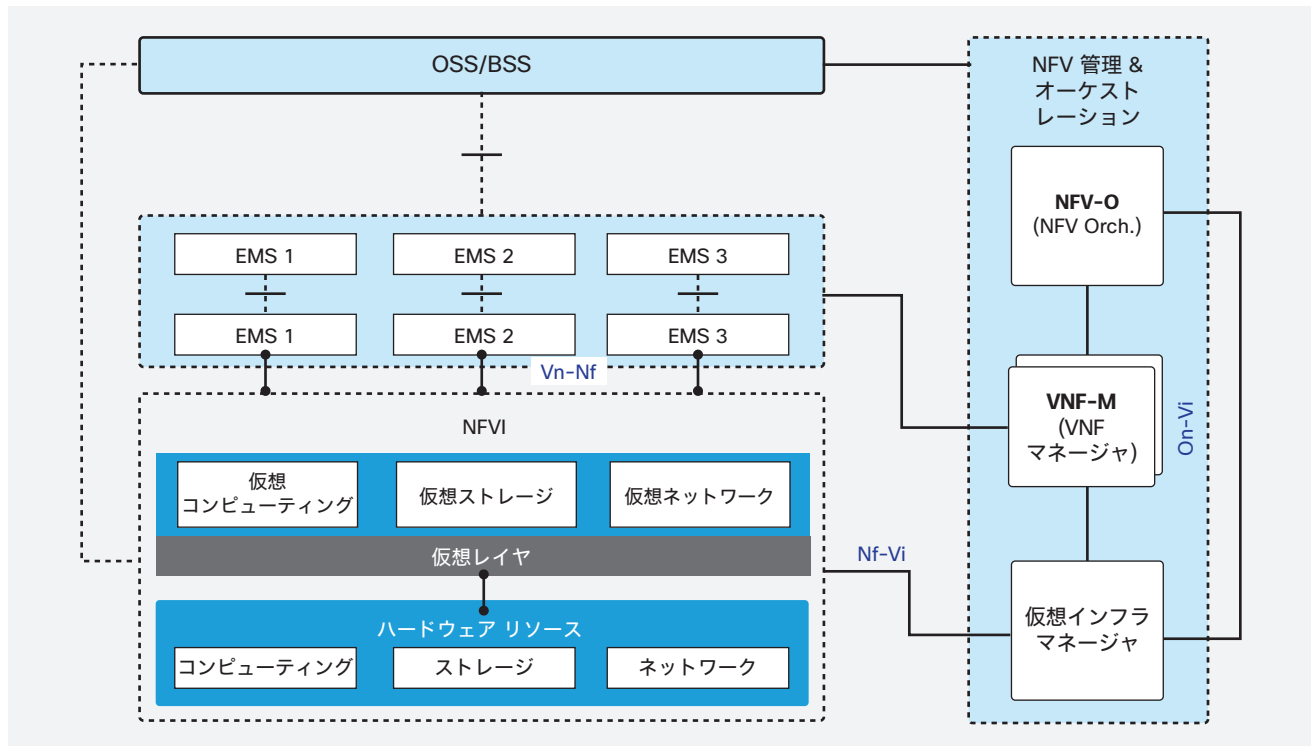 OSS/BSS
NFV 管理 &
オーケスト
レーション
NFV-O
(NFV Orch.)
EMS 1
EMS 2
EMS 3
EMS 1
EMS 2
EMS 3
Vn-Nf
VNF-M
(VNF
マネージャ)
On-Vi
NFVI
仮想
コンピューティング
仮想ストレージ
仮想ネットワーク
仮想レイヤ
Nf-Vi
ハードウェア リソース
コンピューティング
ストレージ
ネットワーク
仮想インフラ
マネージャ